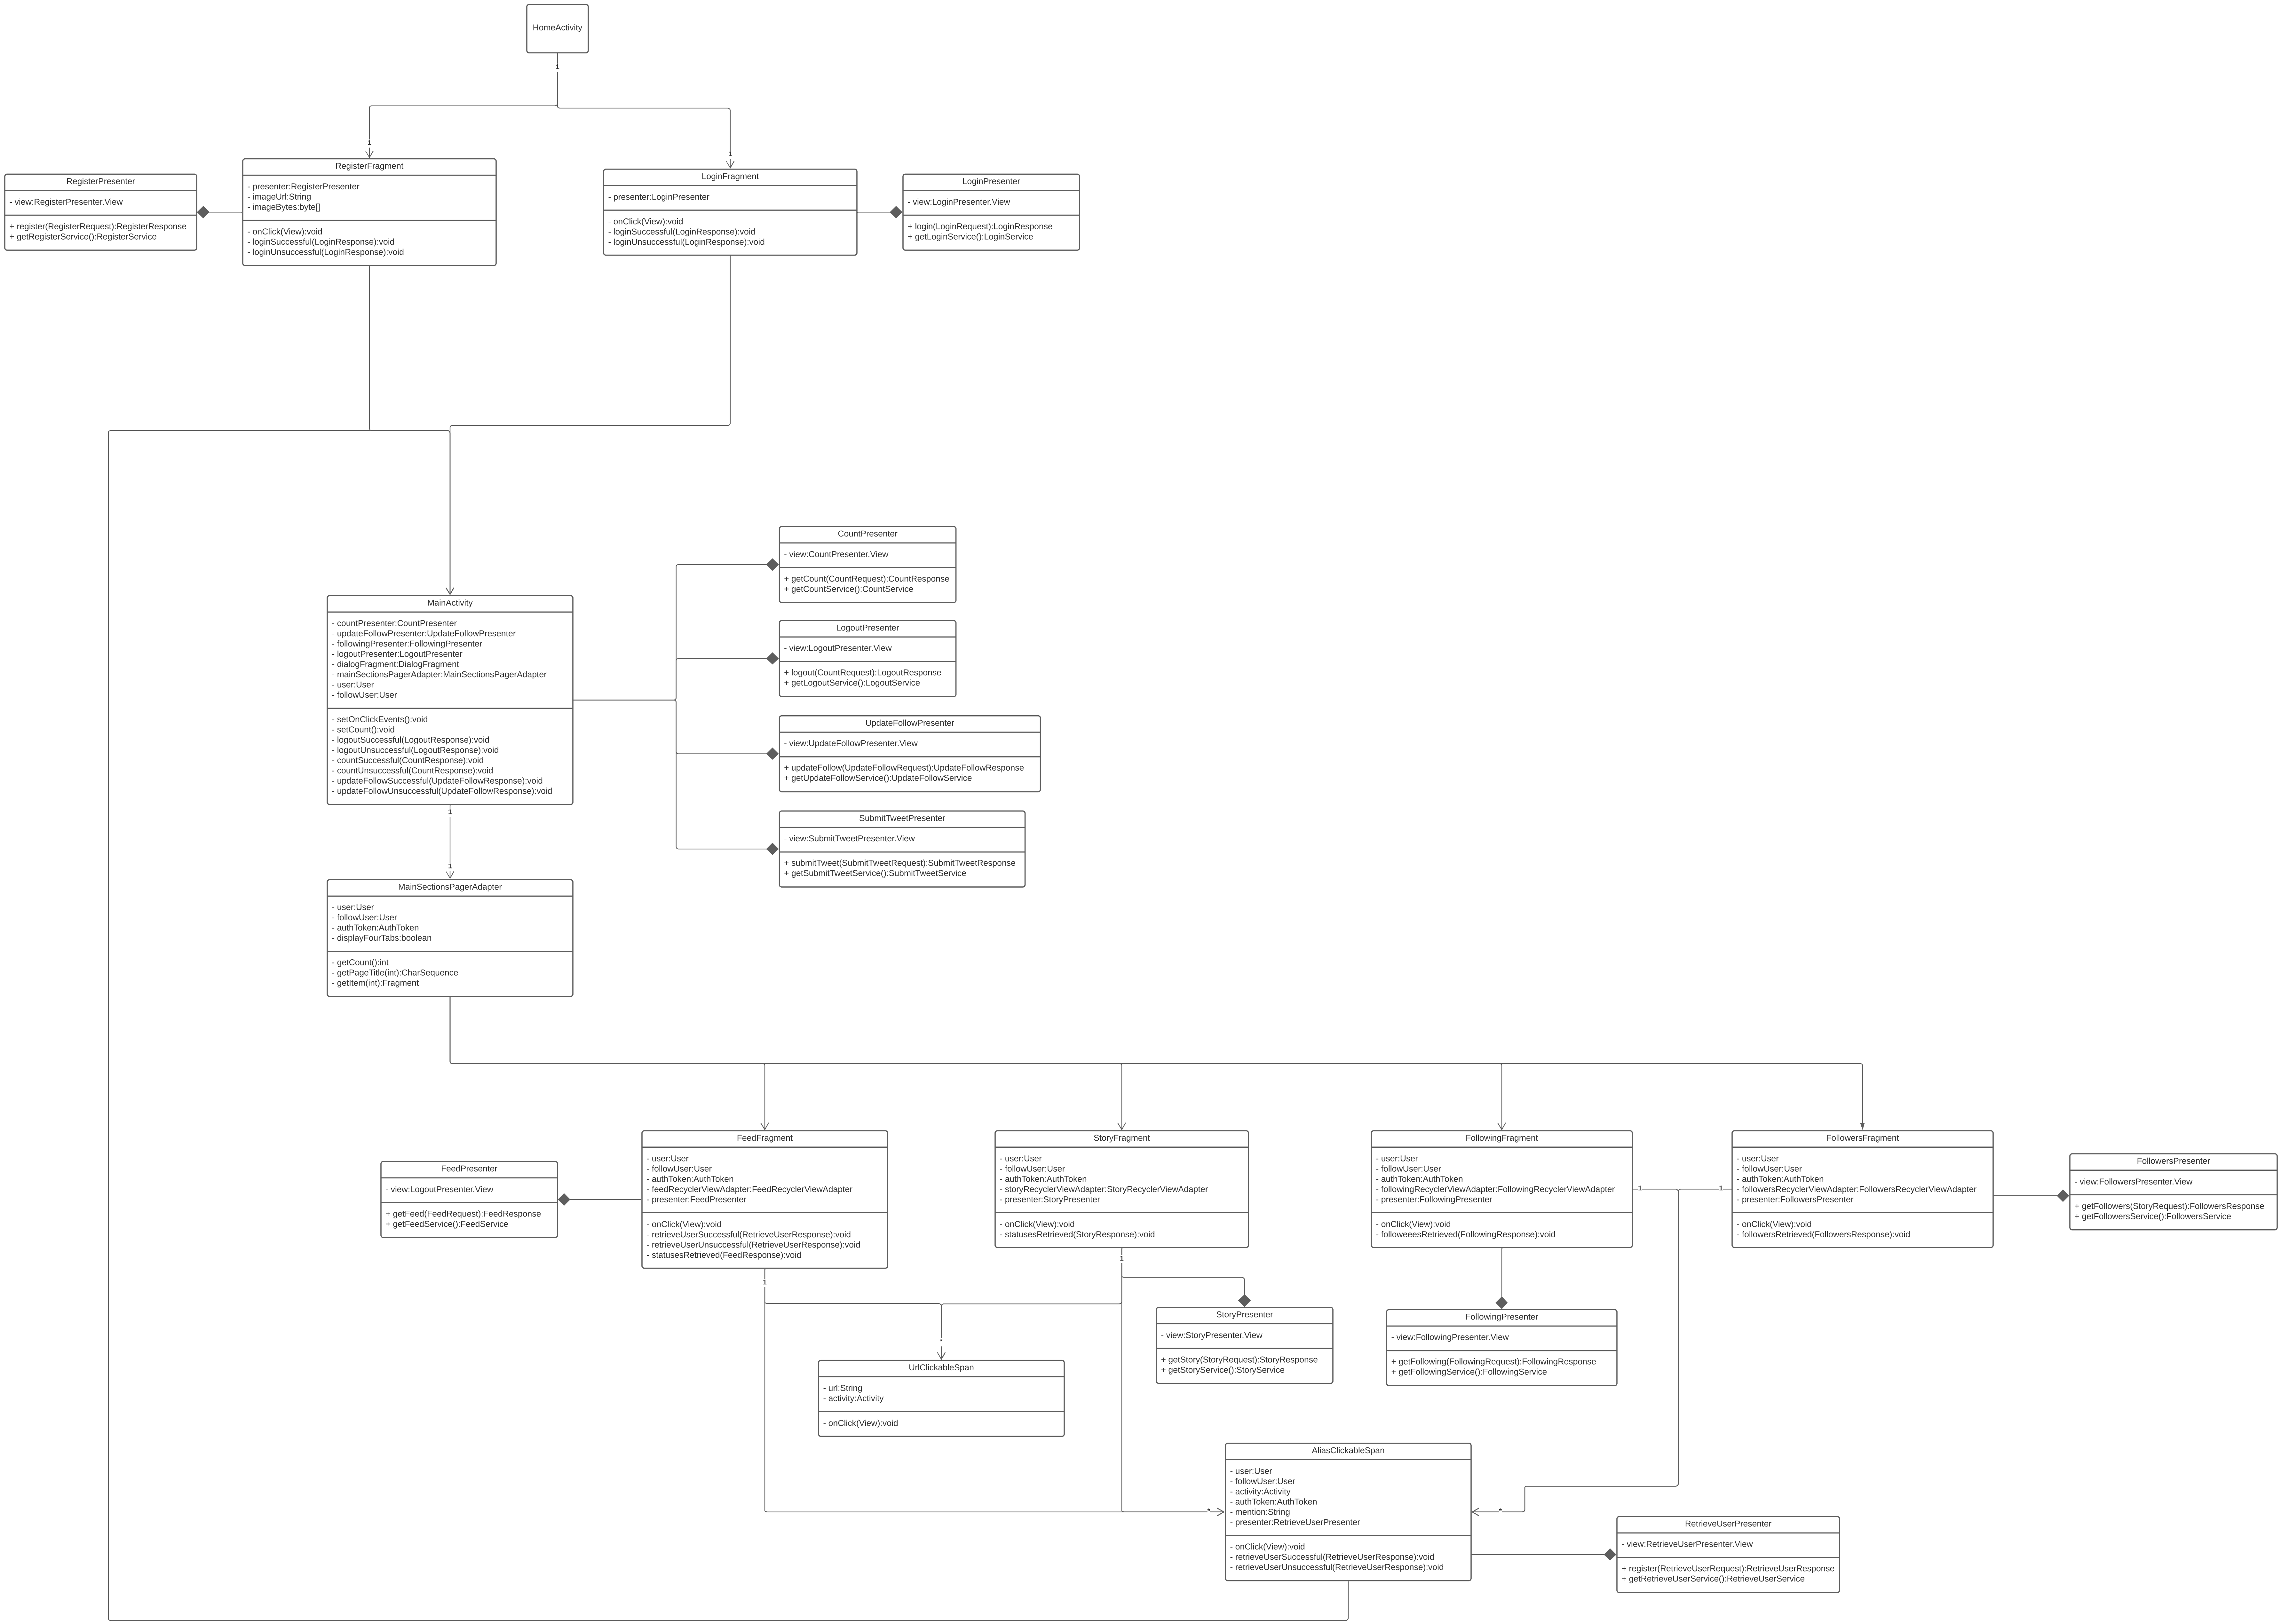 HomeActivity
1
1
1
RegisterFragment
- presenter:RegisterPresenter
- imageUrl:String
- imageBytes:byte[]
- onClick(View):void
- loginSuccessful(LoginResponse):void
- loginUnsuccessful(LoginResponse):void
RegisterPresenter
- view:RegisterPresenter.View
+ register(RegisterRequest):RegisterResponse
+ getRegisterService():RegisterService
LoginFragment
- presenter:LoginPresenter
- onClick(View):void
- loginSuccessful(LoginResponse):void
- loginUnsuccessful(LoginResponse):void
LoginPresenter
- view:LoginPresenter.View
+ login(LoginRequest):LoginResponse
+ getLoginService():LoginService
CountPresenter
- view:CountPresenter.View
+ getCount(CountRequest):CountResponse
+ getCountService():CountService
MainActivity
- countPresenter:CountPresenter
- updateFollowPresenter:UpdateFollowPresenter
- followingPresenter:FollowingPresenter
- logoutPresenter:LogoutPresenter
- dialogFragment:DialogFragment
- mainSectionsPagerAdapter:MainSectionsPagerAdapter
- user:User
- followUser:User
- setOnClickEvents():void
- setCount():void
- logoutSuccessful(LogoutResponse):void
- logoutUnsuccessful(LogoutResponse):void
- countSuccessful(CountResponse):void
- countUnsuccessful(CountResponse):void
- updateFollowSuccessful(UpdateFollowResponse):void
- updateFollowUnsuccessful(UpdateFollowResponse):void
LogoutPresenter
- view:LogoutPresenter.View
+ logout(CountRequest):LogoutResponse
+ getLogoutService():LogoutService
UpdateFollowPresenter
- view:UpdateFollowPresenter.View
+ updateFollow(UpdateFollowRequest):UpdateFollowResponse
+ getUpdateFollowService():UpdateFollowService
SubmitTweetPresenter
- view:SubmitTweetPresenter.View
+ submitTweet(SubmitTweetRequest):SubmitTweetResponse
+ getSubmitTweetService():SubmitTweetService
1
1
MainSectionsPagerAdapter
- user:User
- followUser:User
- authToken:AuthToken
- displayFourTabs:boolean
- getCount():int
- getPageTitle(int):CharSequence
- getItem(int):Fragment
FeedFragment
- user:User
- followUser:User
- authToken:AuthToken
- feedRecyclerViewAdapter:FeedRecyclerViewAdapter
- presenter:FeedPresenter
- onClick(View):void
- retrieveUserSuccessful(RetrieveUserResponse):void
- retrieveUserUnsuccessful(RetrieveUserResponse):void
- statusesRetrieved(FeedResponse):void
FeedPresenter
- view:LogoutPresenter.View
+ getFeed(FeedRequest):FeedResponse
+ getFeedService():FeedService
StoryFragment
- user:User
- followUser:User
- authToken:AuthToken
- storyRecyclerViewAdapter:StoryRecyclerViewAdapter
- presenter:StoryPresenter
- onClick(View):void
- statusesRetrieved(StoryResponse):void
FollowingFragment
- user:User
- followUser:User
- authToken:AuthToken
- followingRecyclerViewAdapter:FollowingRecyclerViewAdapter
- presenter:FollowingPresenter
- onClick(View):void
- followeeesRetrieved(FollowingResponse):void
1
1
FollowersFragment
- user:User
- followUser:User
- authToken:AuthToken
- followersRecyclerViewAdapter:FollowersRecyclerViewAdapter
- presenter:FollowersPresenter
- onClick(View):void
- followersRetrieved(FollowersResponse):void
FollowersPresenter
- view:FollowersPresenter.View
+ getFollowers(StoryRequest):FollowersResponse
+ getFollowersService():FollowersService
1
1
StoryPresenter
- view:StoryPresenter.View
+ getStory(StoryRequest):StoryResponse
+ getStoryService():StoryService
FollowingPresenter
- view:FollowingPresenter.View
+ getFollowing(FollowingRequest):FollowingResponse
+ getFollowingService():FollowingService
*
UrlClickableSpan
- url:String
- activity:Activity
- onClick(View):void
AliasClickableSpan
- user:User
- followUser:User
- activity:Activity
- authToken:AuthToken
- mention:String
- presenter:RetrieveUserPresenter
- onClick(View):void
- retrieveUserSuccessful(RetrieveUserResponse):void
- retrieveUserUnsuccessful(RetrieveUserResponse):void
*
*
RetrieveUserPresenter
- view:RetrieveUserPresenter.View
+ register(RetrieveUserRequest):RetrieveUserResponse
+ getRetrieveUserService():RetrieveUserService